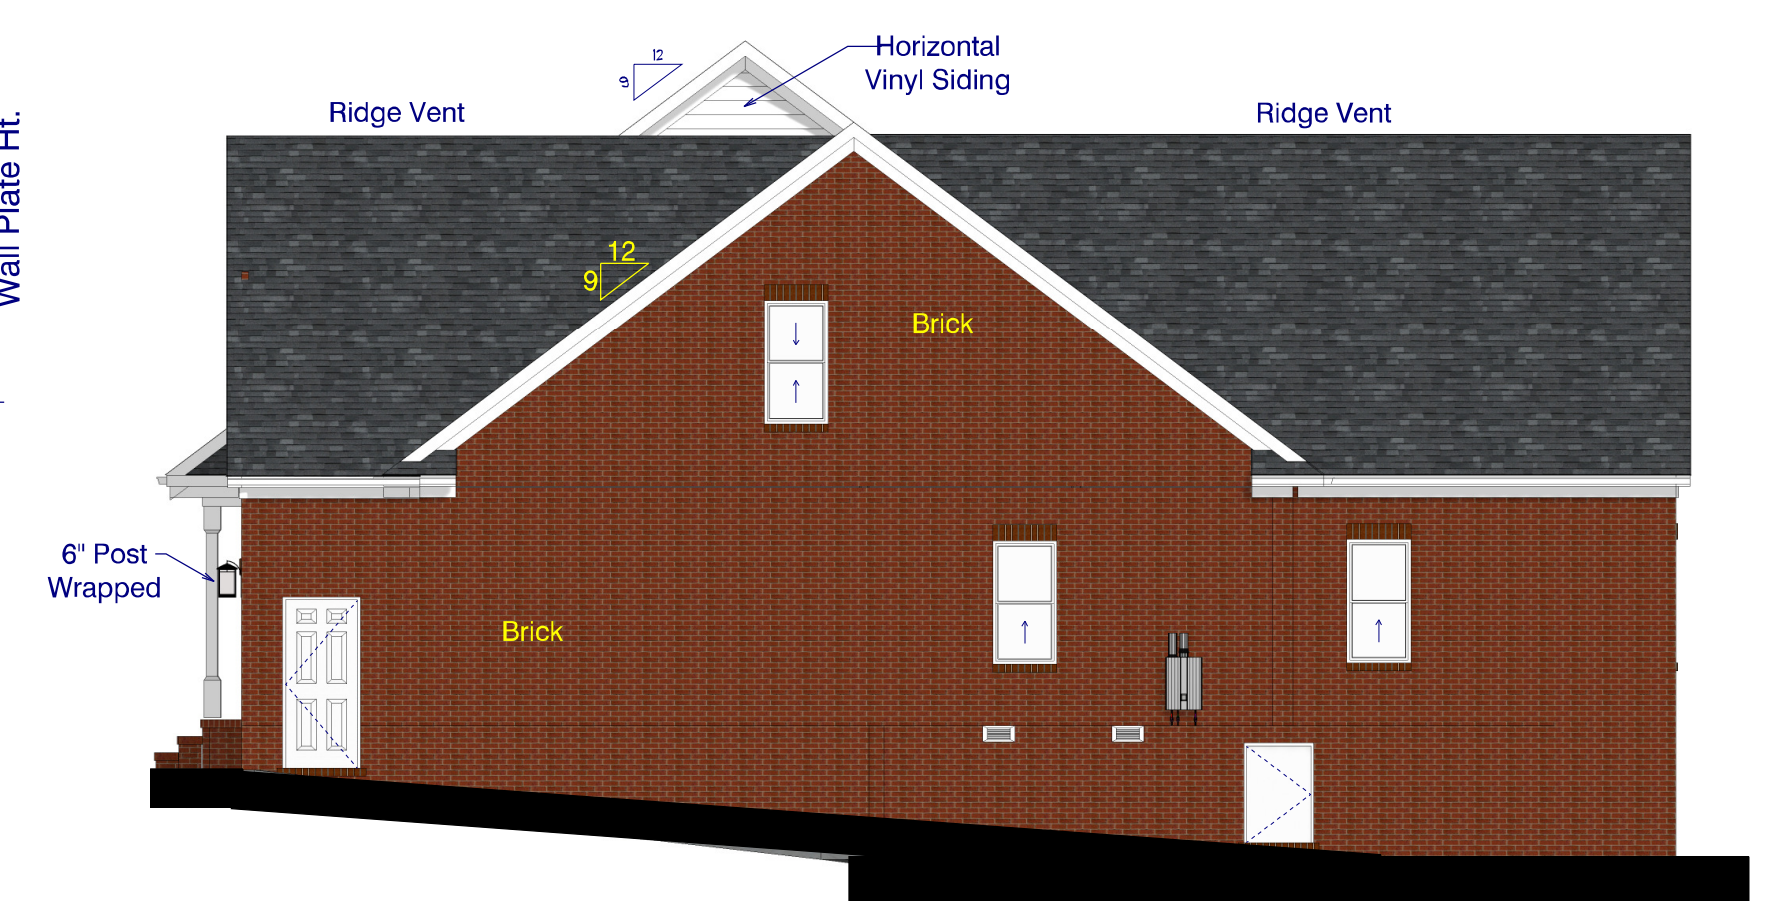 12
9
Horizontal
Vinyl Siding
Ridge Vent
Ridge Vent
Wall Plate Ht.
12
9
Brick
6" Post
Wrapped
Brick